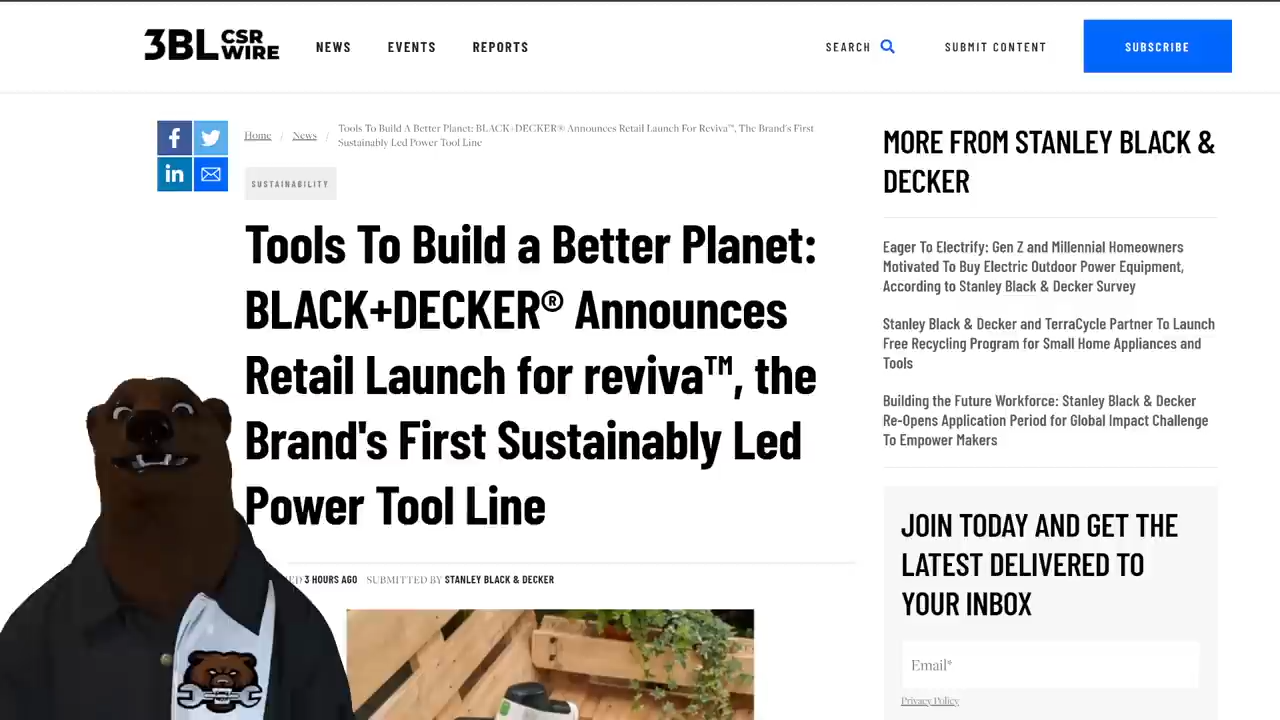 3BL CSR WIRE
NEWS
EVENTS
REPORTS
SEARCH
SUBMIT CONTENT
SUBSCRIBE
Home / News / Tools To Build A Better Planet: BLACK+DECKER® Announces Retail Launch For Reviva™, The Brand's First
Sustainably Led Power Tool Line
SUSTAINABILITY
Tools To Build a Better Planet:
BLACK+DECKER® Announces
Retail Launch for reviva™, the
Brand's First Sustainably Led
Power Tool Line
3 HOURS AGO SUBMITTED BY STANLEY BLACK & DECKER
MORE FROM STANLEY BLACK &
DECKER
Eager To Electrify: Gen Z and Millennial Homeowners
Motivated To Buy Electric Outdoor Power Equipment,
According to Stanley Black & Decker Survey
Stanley Black & Decker and TerraCycle Partner To Launch
Free Recycling Program for Small Home Appliances and
Tools
Building the Future Workforce: Stanley Black & Decker
Re-Opens Application Period for Global Impact Challenge
To Empower Makers
JOIN TODAY AND GET THE
LATEST DELIVERED TO
YOUR INBOX
Email*
Privacy Policy